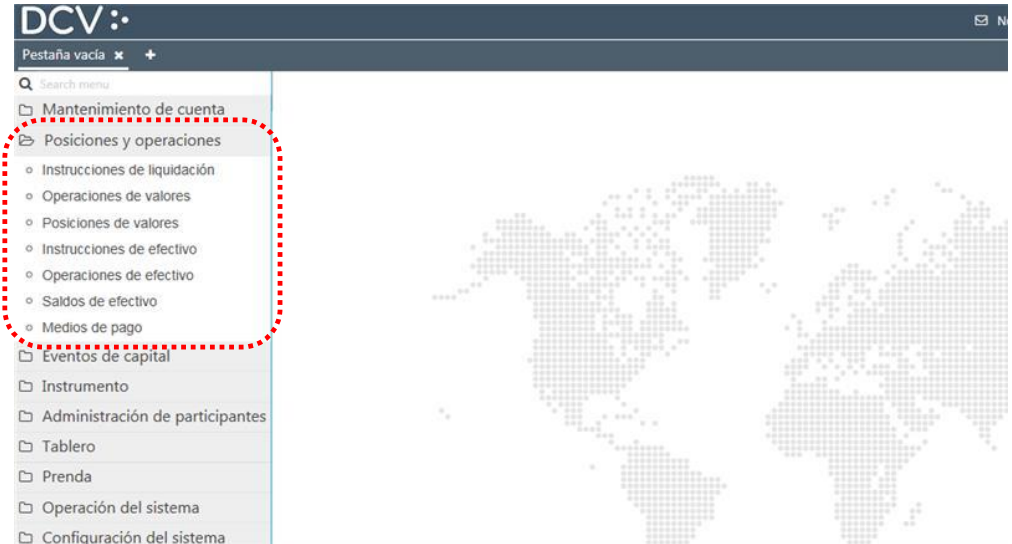 DCV
Pestaña vacía
Search menu
Mantenimiento de cuenta
Posiciones y operaciones
Instrucciones de liquidación
Operaciones de valores
Posiciones de valores
Instrucciones de efectivo
Operaciones de efectivo
Saldos de efectivo
Medios de pago
Eventos de capital
Instrumento
Administración de participantes
Tablero
Prenda
Operación del sistema
Configuración del sistema